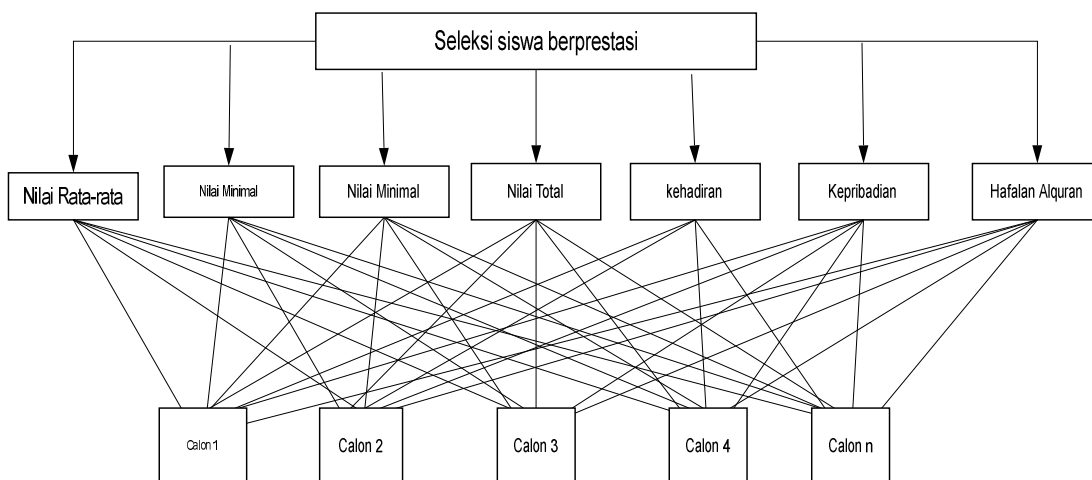 Seleksi siswa berprestasi
Nilai Rata-rata
Nilai Minimal
Nilai Minimal
Nilai Total
kehadiran
Kepribadian
Hafalan Alquran
Calon 1
Calon 2
Calon 3
Calon 4
Calon n